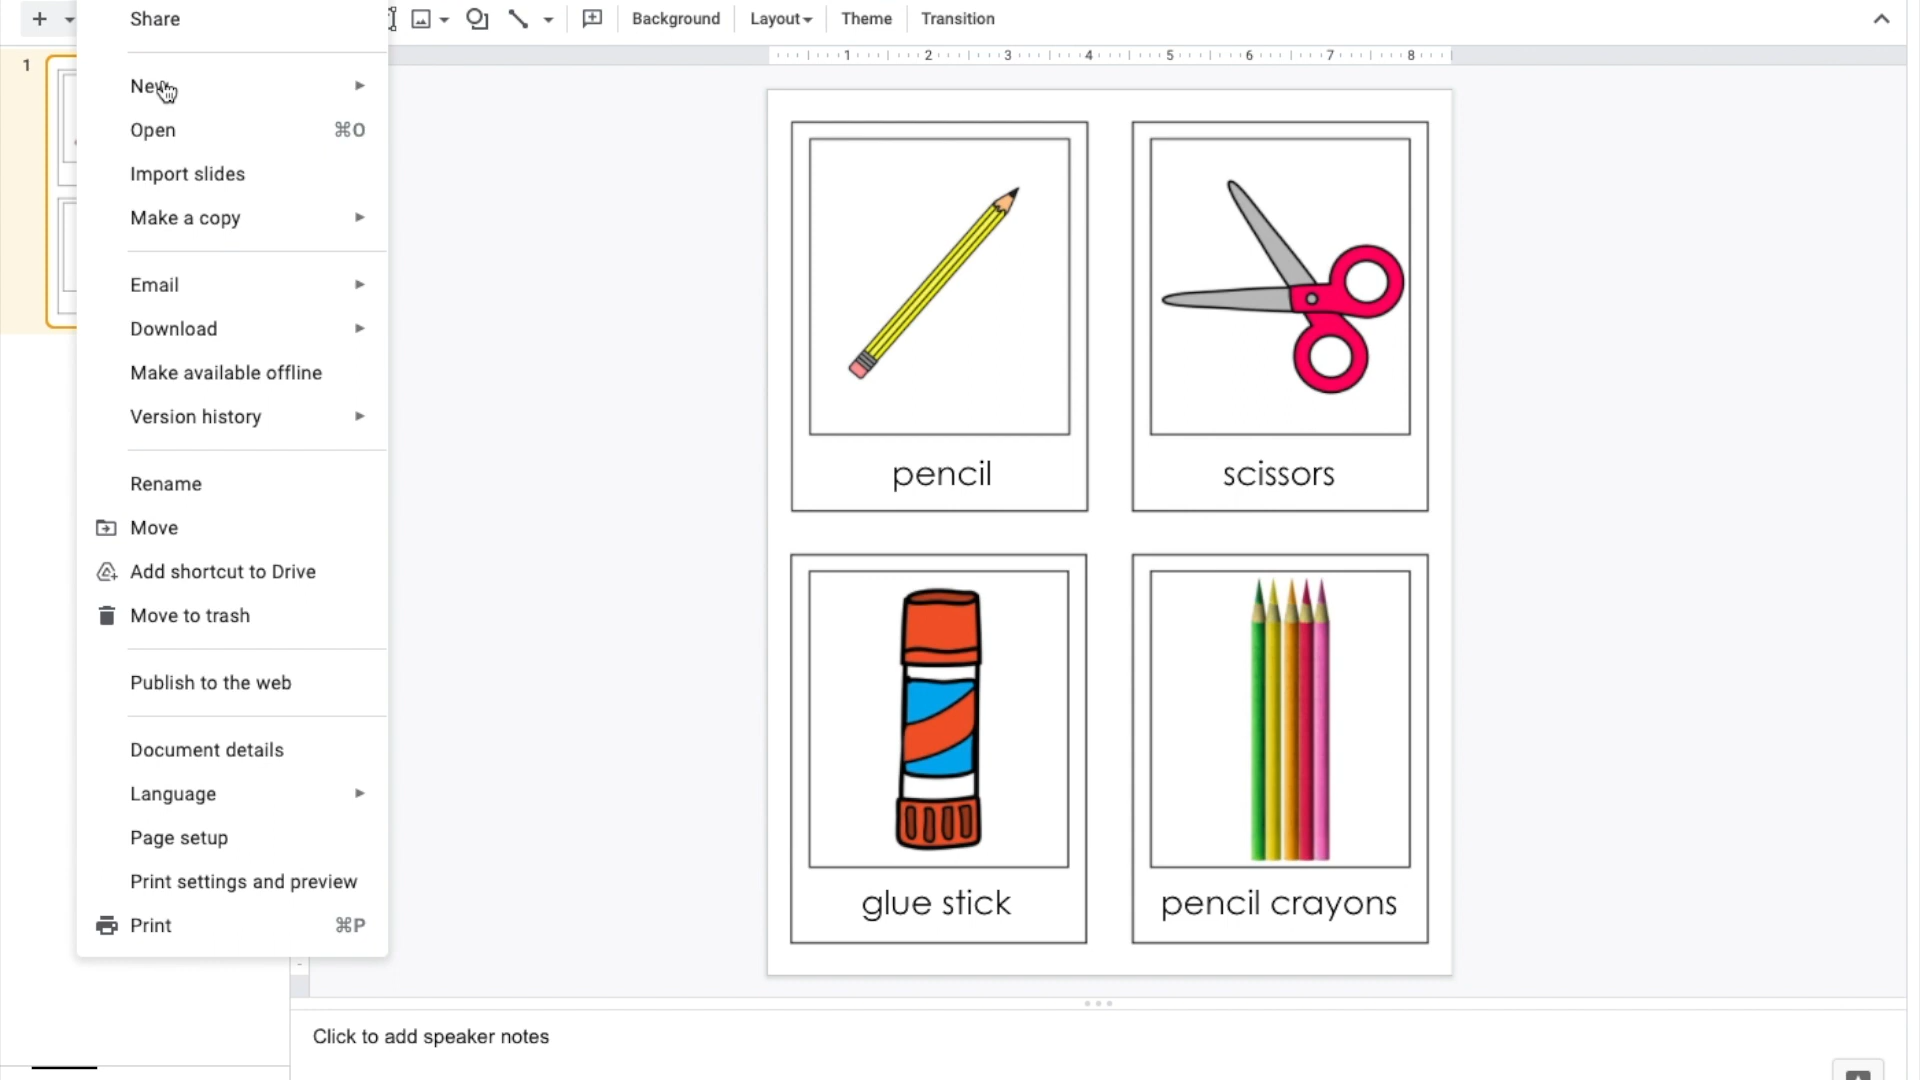 Share
Background
Layout
Theme
Transition
1
1 2 3 4 5 6 7 8
New
Open ⌘O
Import slides
Make a copy
Email
Download
Make available offline
Version history
Rename
Move
Add shortcut to Drive
Move to trash
Publish to the web
Document details
Language
Page setup
Print settings and preview
Print ⌘P
pencil
scissors
glue stick
pencil crayons
Click to add speaker notes